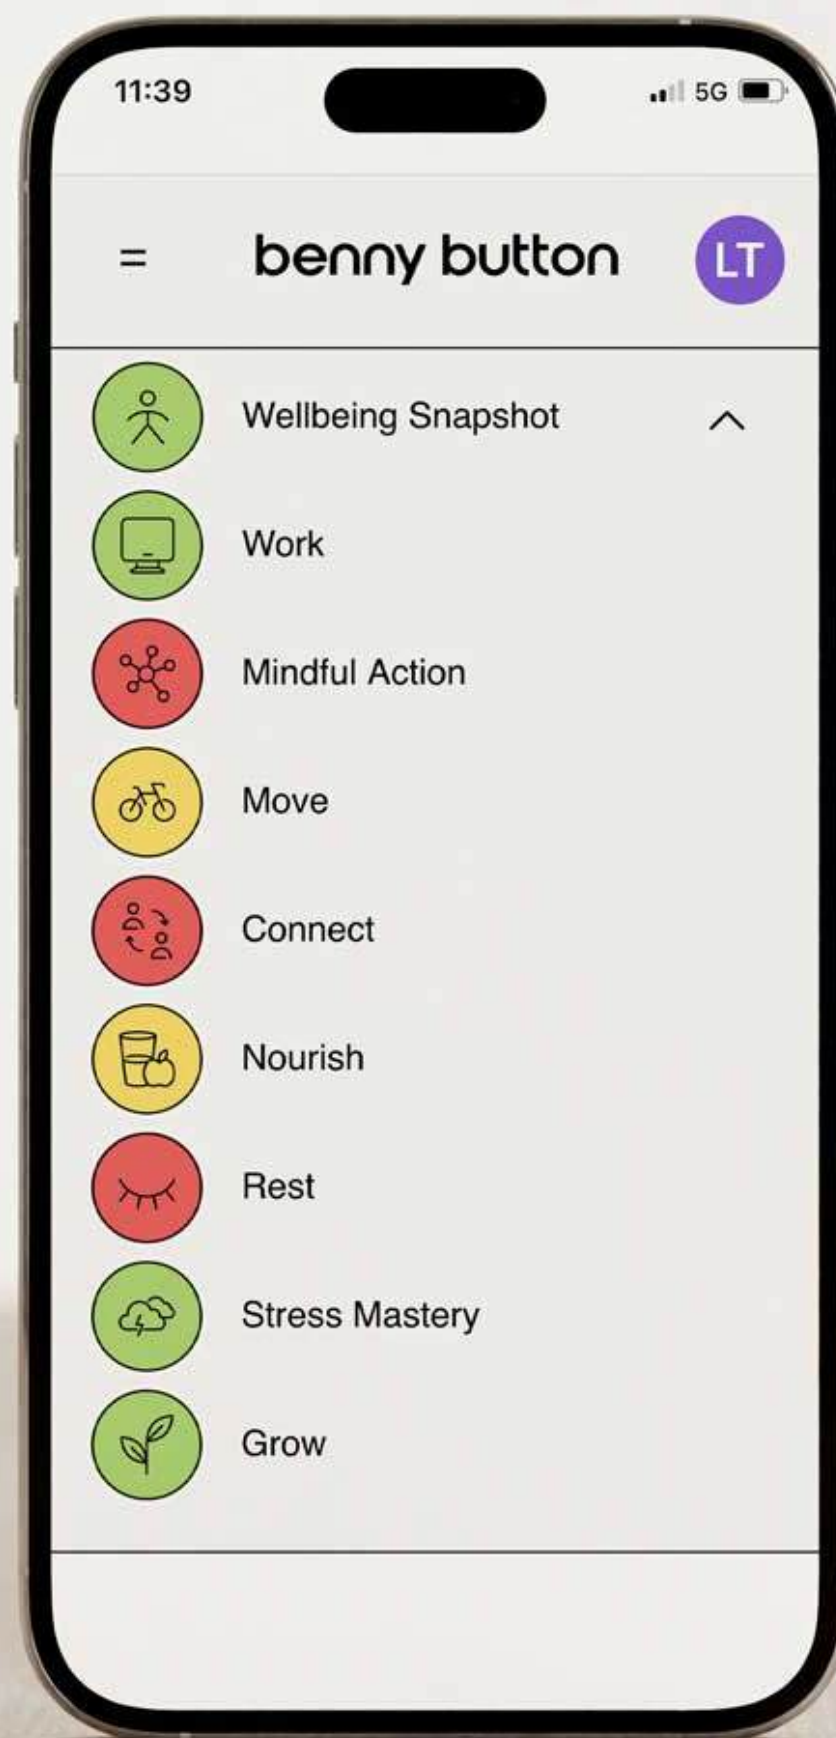 11:39
5G
benny button
LT
Wellbeing Snapshot
Work
Mindful Action
Move
Connect
Nourish
Rest
Stress Mastery
Grow